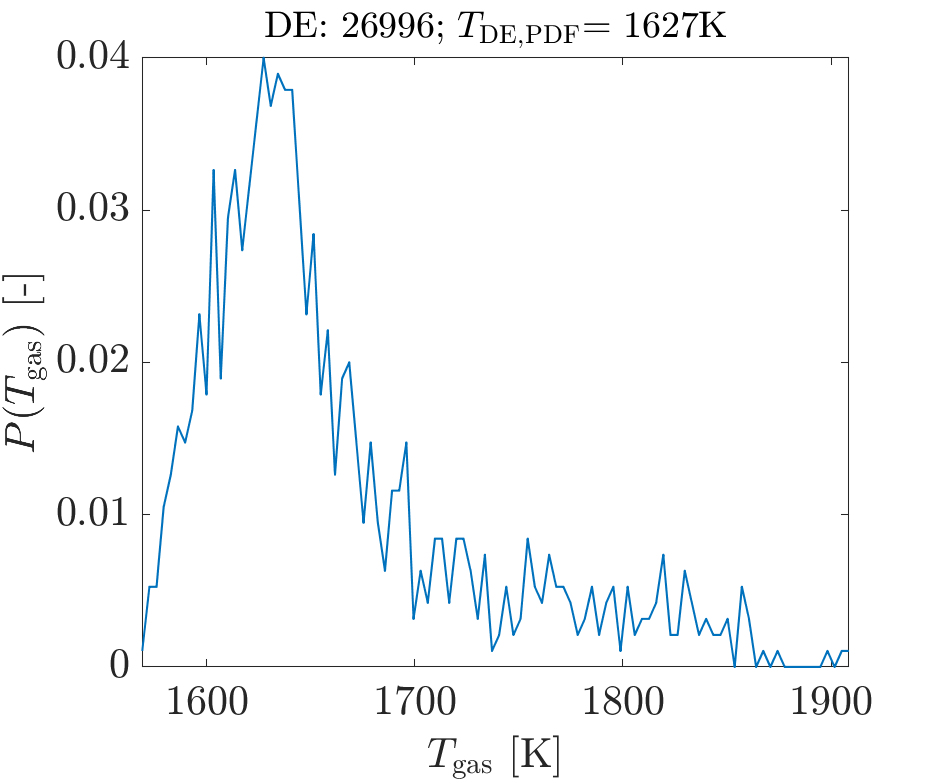 DE: 26996; T_DE,PDF= 1627K
0.04
0.03
0.02
0.01
0
P(T_gas) [-]
1600 1700 1800 1900
T_gas [K]